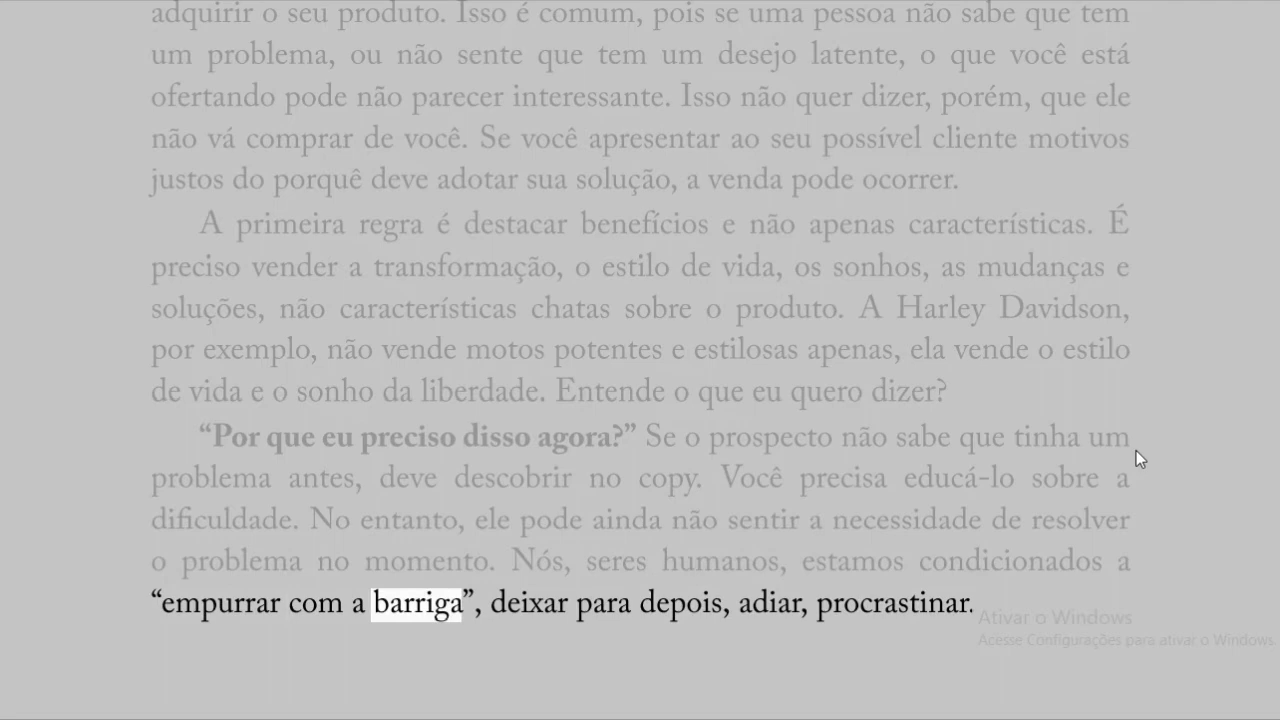 adquirir o seu produto. Isso é comum, pois se uma pessoa não sabe que tem
um problema, ou não sente que tem um desejo latente, o que você está
ofertando pode não parecer interessante. Isso não quer dizer, porém, que ele
não vá comprar de você. Se você apresentar ao seu possível cliente motivos
justos do porquê deve adotar sua solução, a venda pode ocorrer.
A primeira regra é destacar benefícios e não apenas características. É
preciso vender a transformação, o estilo de vida, os sonhos, as mudanças e
soluções, não características chatas sobre o produto. A Harley Davidson,
por exemplo, não vende motos potentes e estilosas apenas, ela vende o estilo
de vida e o sonho da liberdade. Entende o que eu quero dizer?
“Por que eu preciso disso agora?” Se o prospecto não sabe que tinha um
problema antes, deve descobrir no copy. Você precisa educá-lo sobre a
dificuldade. No entanto, ele pode ainda não sentir a necessidade de resolver
o problema no momento. Nós, seres humanos, estamos condicionados a
“empurrar com a barriga”, deixar para depois, adiar, procrastinar.
Ativar o Windows
Acesse Configurações para ativar o Windows.